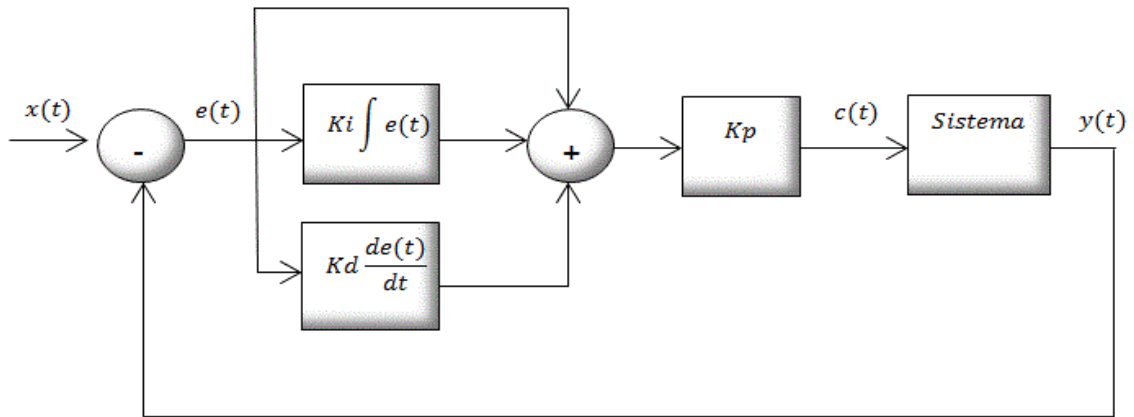 x(t)
-
e(t)
Ki ∫ e(t)
Kd de(t)/dt
+
Kp
c(t)
Sistema
y(t)